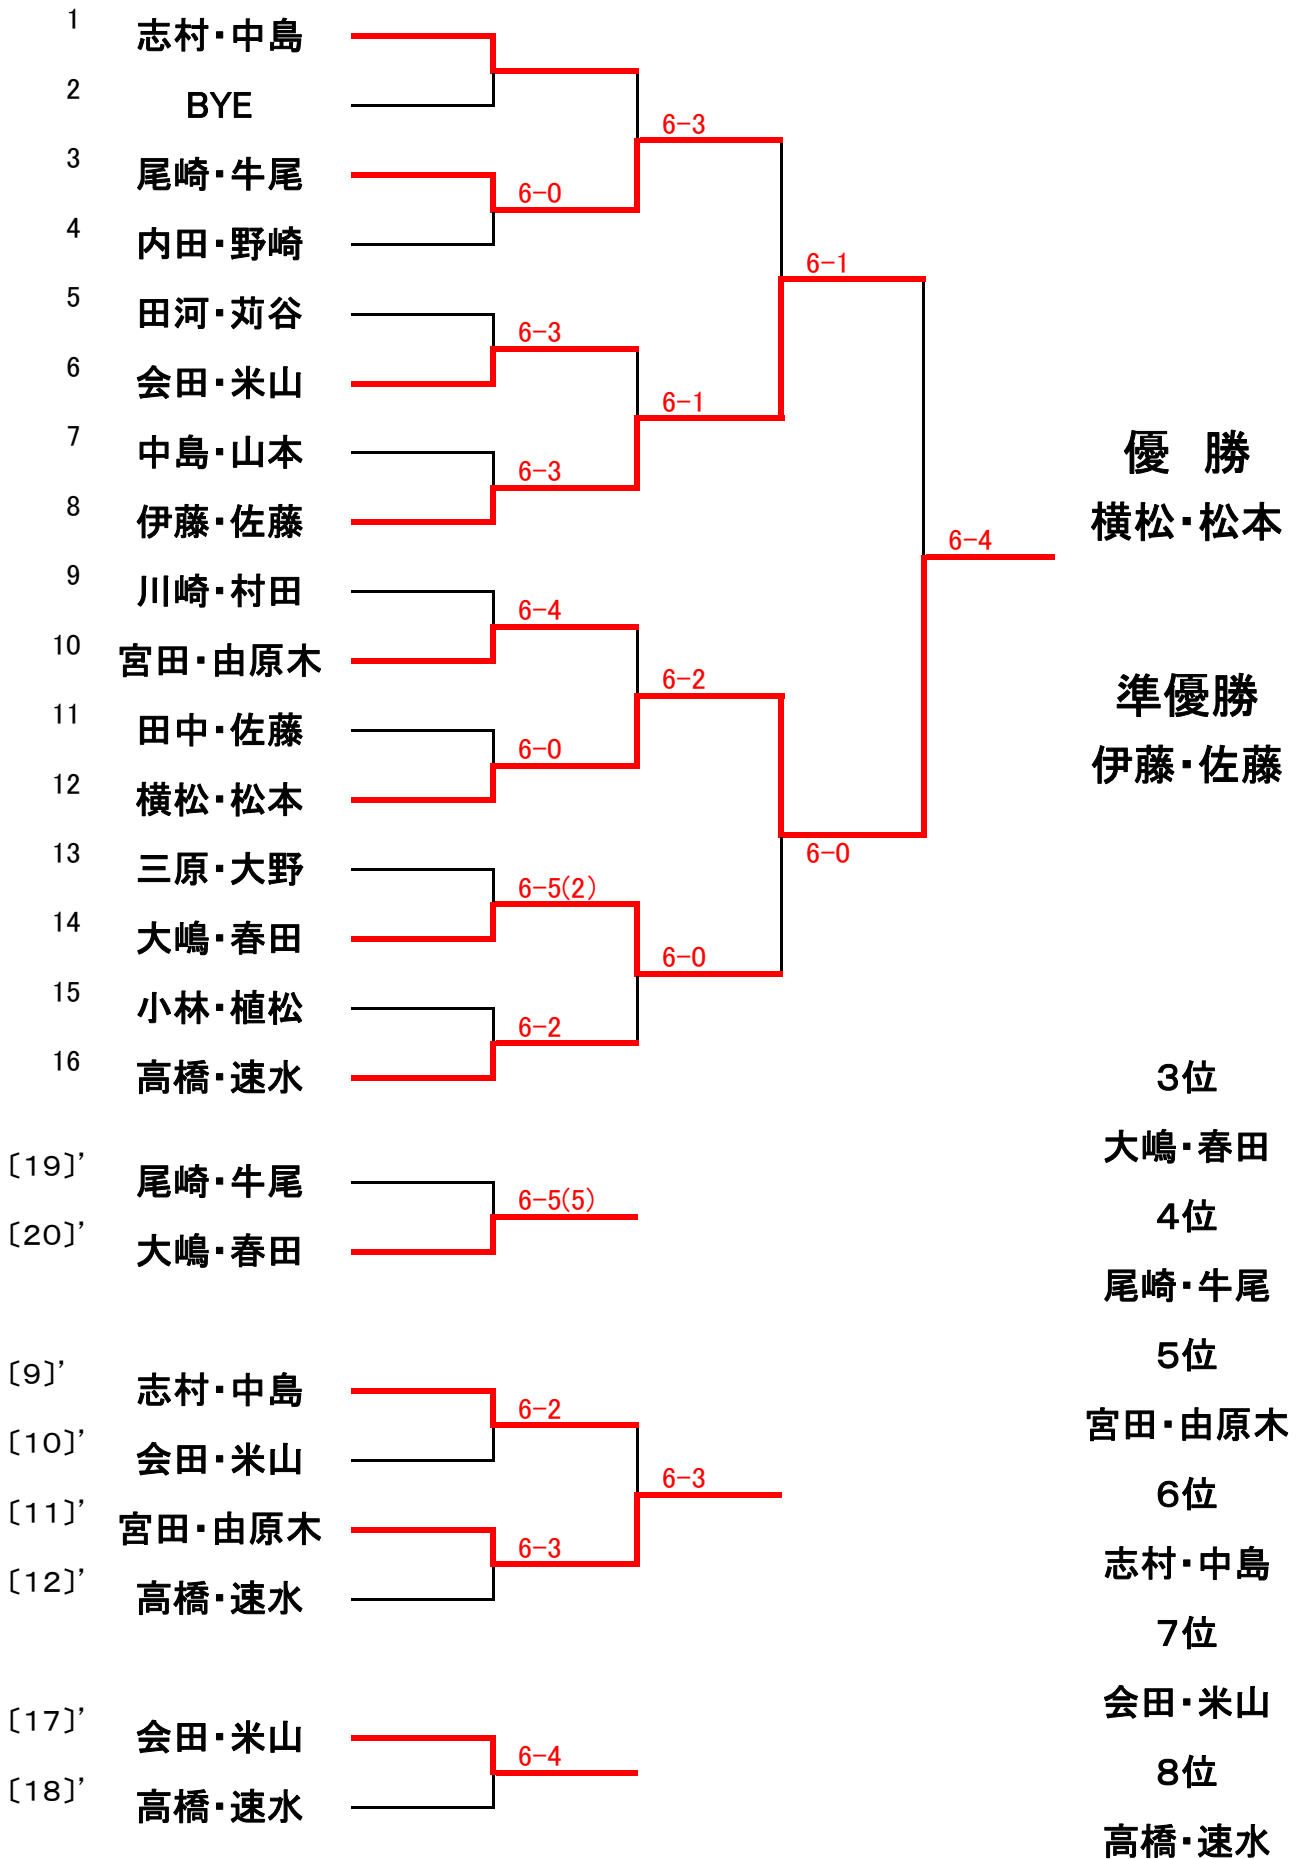 1 志村・中島
2 BYE
6-3
3 尾崎・牛尾 6-0
4 内田・野崎
6-1
5 田河・苅谷
6-3
6 会田・米山
6-1
7 中島・山本
6-3
8 伊藤・佐藤
優 勝
横松・松本
6-4
9 川崎・村田
6-4
10 宮田・由原木
6-2
11 田中・佐藤
6-0
12 横松・松本
準優勝
伊藤・佐藤
6-0
13 三原・大野
6-5(2)
14 大嶋・春田
6-0
15 小林・植松
6-2
16 高橋・速水
[19]’ 尾崎・牛尾
6-5(5)
[20]’ 大嶋・春田
[9]’ 志村・中島
6-2
[10]’ 会田・米山
6-3
[11]’ 宮田・由原木
6-3
[12]’ 高橋・速水
[17]’ 会田・米山
6-4
[18]’ 高橋・速水
3位
大嶋・春田
4位
尾崎・牛尾
5位
宮田・由原木
6位
志村・中島
7位
会田・米山
8位
高橋・速水